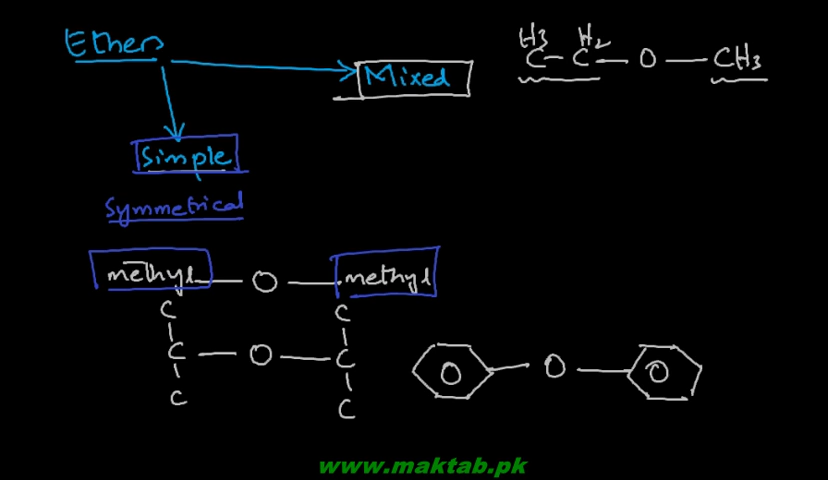 Ethers
Mixed
H3 H2
C - C - O - CH3
Simple
Symmetrical
methyl - O - methyl
C C
C - O - C
C C
O - O - O
www.maktab.pk